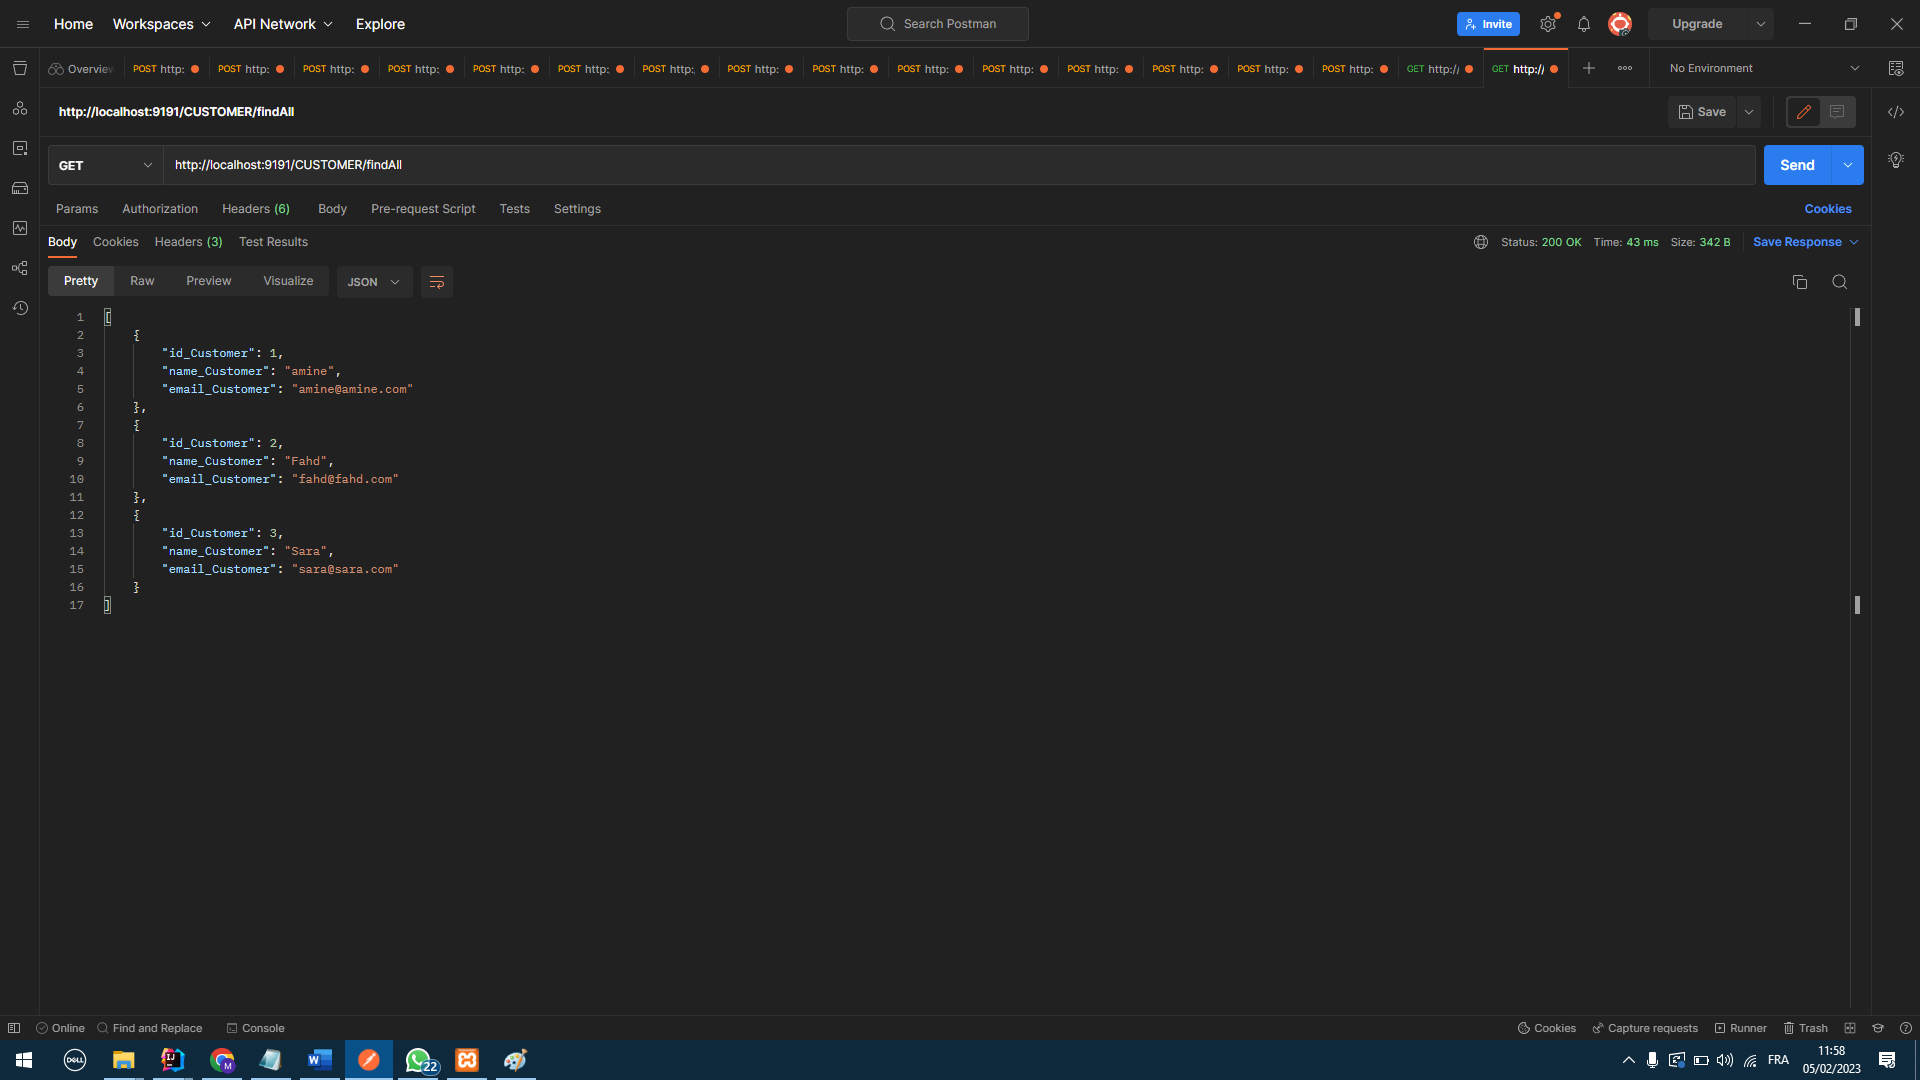 Home Workspaces API Network Explore Search Postman Invite Upgrade
Overview POST http: POST http: POST http: POST http: POST http: POST http: POST http: POST http: POST http: POST http: POST http: POST http: POST http: POST http: POST http: GET http:// GET http:// No Environment
http://localhost:9191/CUSTOMER/findAll Save
GET http://localhost:9191/CUSTOMER/findAll Send
Params Authorization Headers (6) Body Pre-request Script Tests Settings Cookies
Body Cookies Headers (3) Test Results Status: 200 OK Time: 43 ms Size: 342 B Save Response
Pretty Raw Preview Visualize JSON
1 [
2 {
3 "id_Customer": 1,
4 "name_Customer": "amine",
5 "email_Customer": "amine@amine.com"
6 },
7 {
8 "id_Customer": 2,
9 "name_Customer": "Fahd",
10 "email_Customer": "fahd@fahd.com"
11 },
12 {
13 "id_Customer": 3,
14 "name_Customer": "Sara",
15 "email_Customer": "sara@sara.com"
16 }
17 ]
Online Find and Replace Console Cookies Capture requests Runner Trash
DELL IJ M W 22 FRA 11:58
05/02/2023